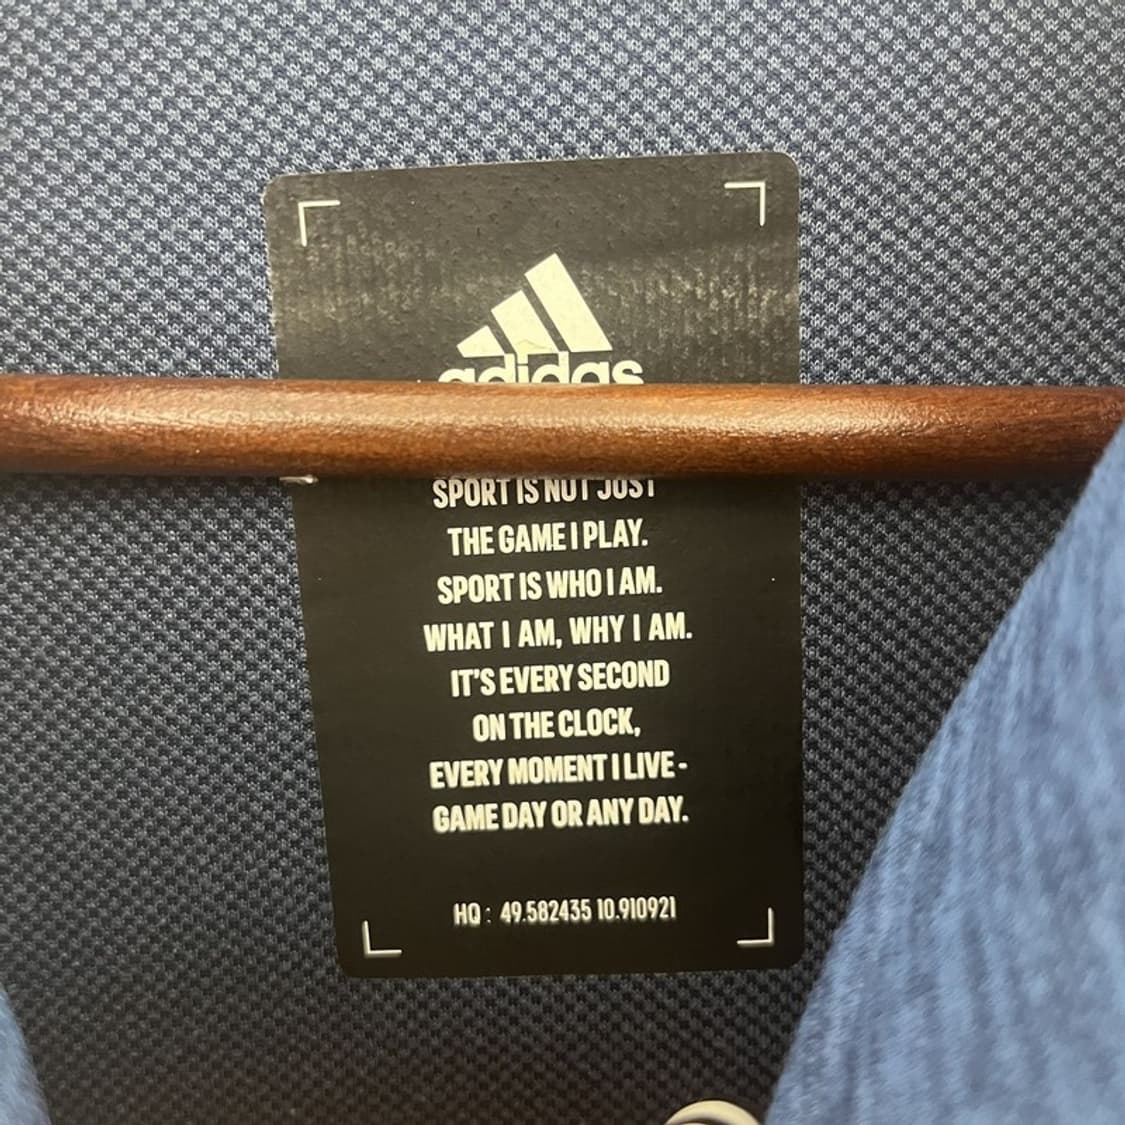 adidas
SPORT IS NOT JUST
THE GAME I PLAY.
SPORT IS WHO I AM.
WHAT I AM, WHY I AM.
IT'S EVERY SECOND
ON THE CLOCK,
EVERY MOMENT I LIVE -
GAME DAY OR ANY DAY.
HQ : 49.582435 10.910921